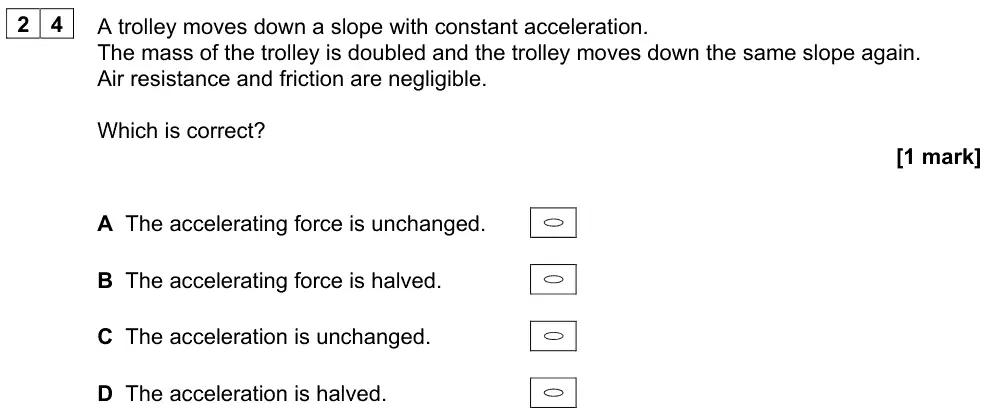 2 4 A trolley moves down a slope with constant acceleration.
The mass of the trolley is doubled and the trolley moves down the same slope again.
Air resistance and friction are negligible.
Which is correct?
[1 mark]
A The accelerating force is unchanged.
B The accelerating force is halved.
C The acceleration is unchanged.
D The acceleration is halved.